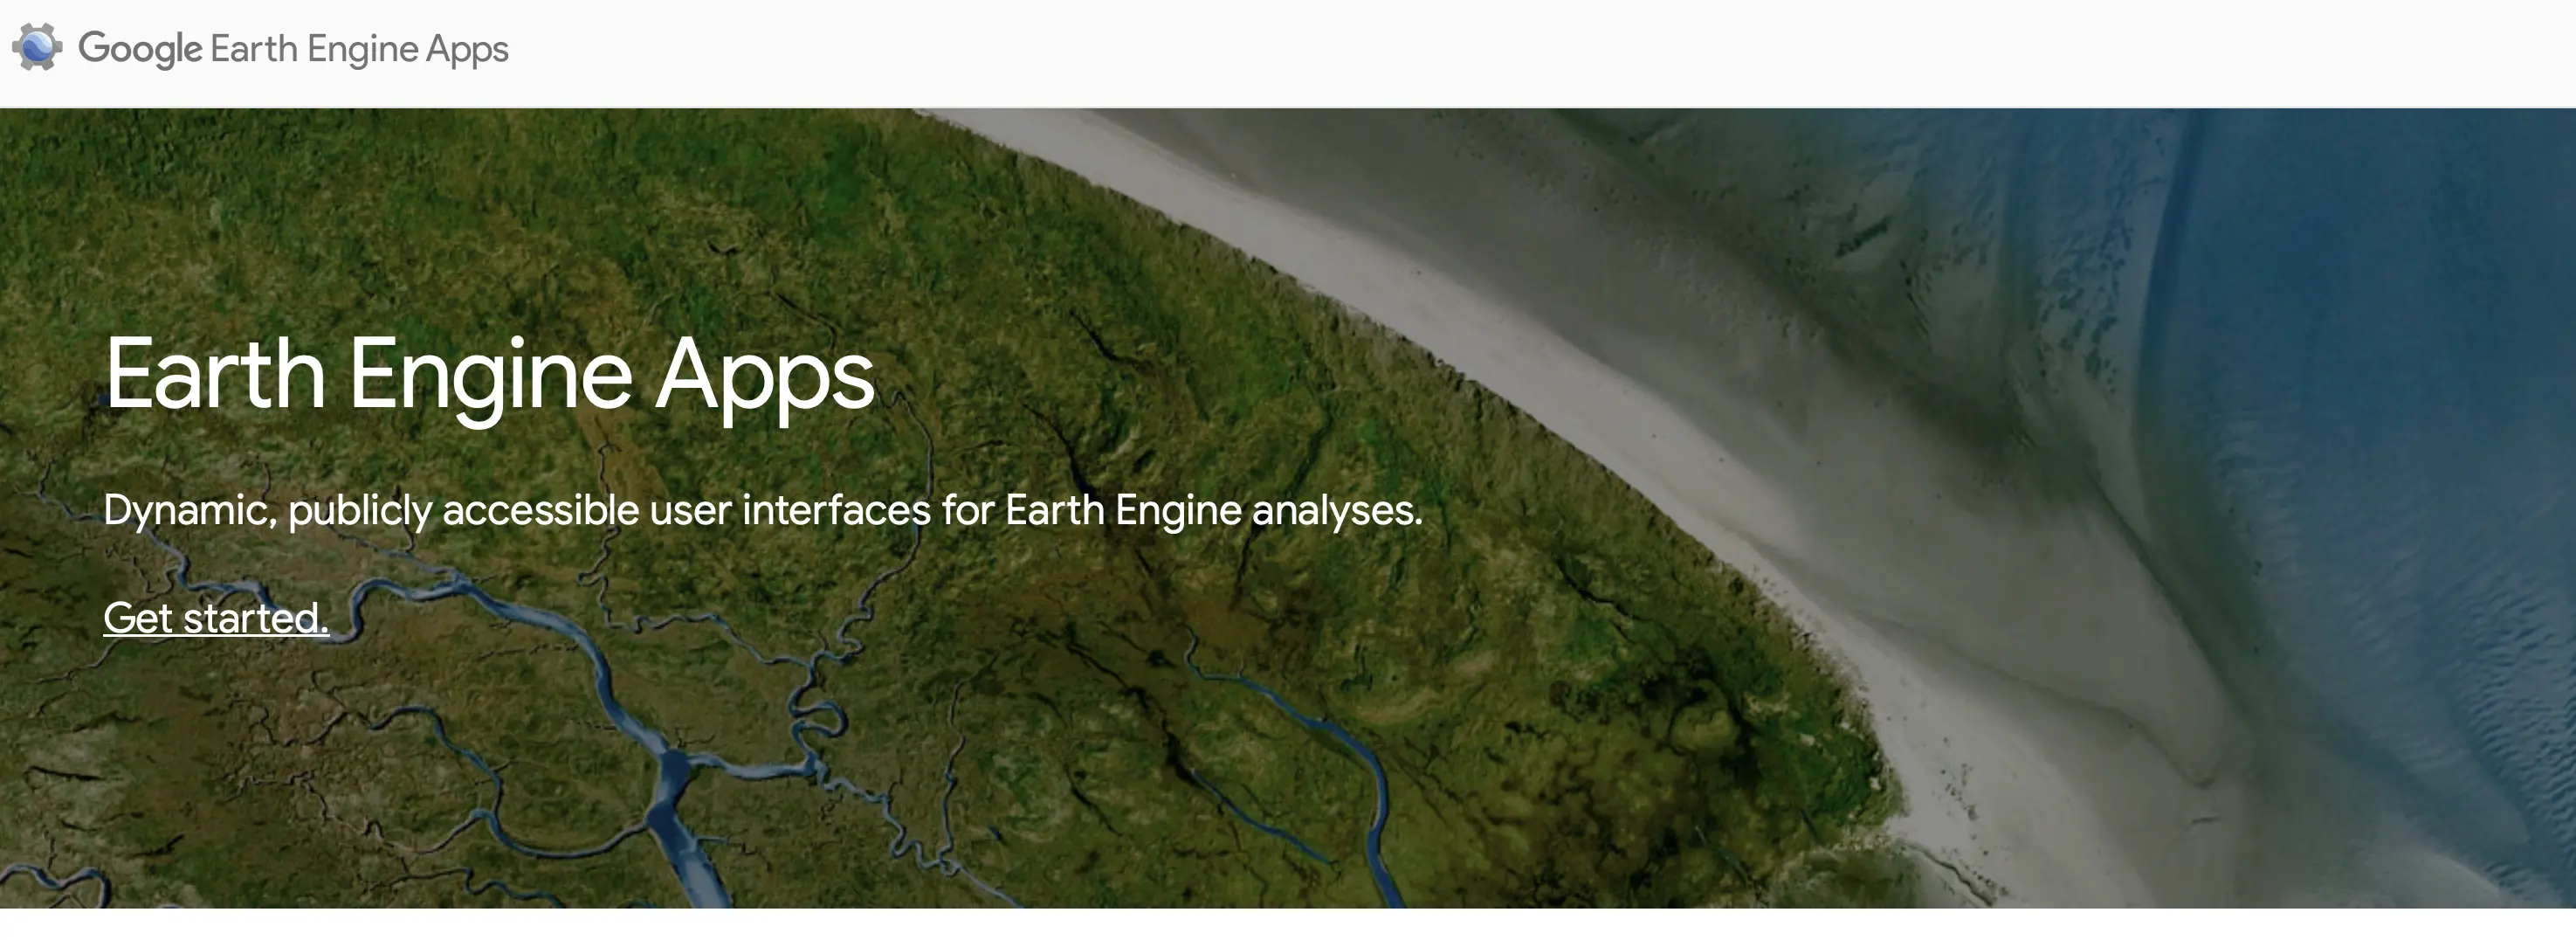 Google Earth Engine Apps
Earth Engine Apps
Dynamic, publicly accessible user interfaces for Earth Engine analyses.
Get started.